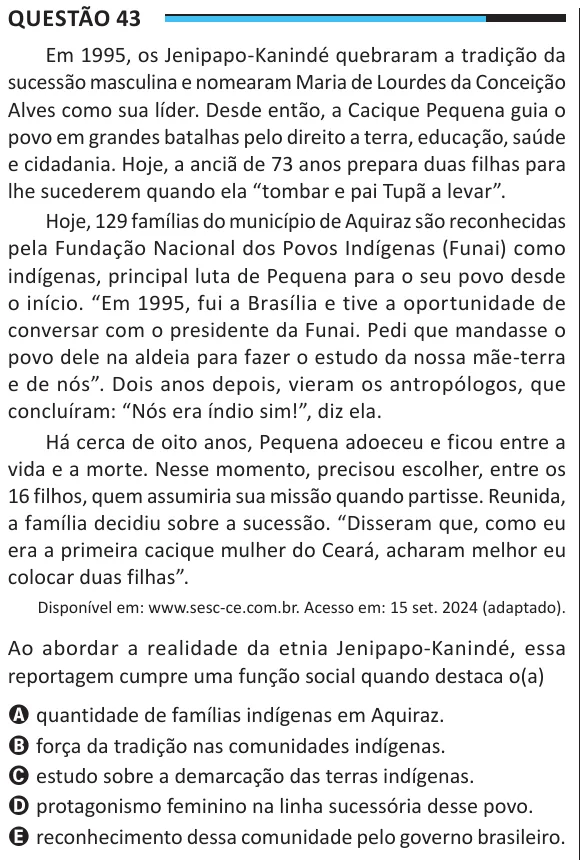 QUESTÃO 43
Em 1995, os Jenipapo-Kanindé quebraram a tradição da
sucessão masculina e nomearam Maria de Lourdes da Conceição
Alves como sua líder. Desde então, a Cacique Pequena guia o
povo em grandes batalhas pelo direito a terra, educação, saúde
e cidadania. Hoje, a anciã de 73 anos prepara duas filhas para
lhe sucederem quando ela “tombar e pai Tupã a levar”.
Hoje, 129 famílias do município de Aquiraz são reconhecidas
pela Fundação Nacional dos Povos Indígenas (Funai) como
indígenas, principal luta de Pequena para o seu povo desde
o início. “Em 1995, fui a Brasília e tive a oportunidade de
conversar com o presidente da Funai. Pedi que mandasse o
povo dele na aldeia para fazer o estudo da nossa mãe-terra
e de nós”. Dois anos depois, vieram os antropólogos, que
concluíram: “Nós era índio sim!”, diz ela.
Há cerca de oito anos, Pequena adoeceu e ficou entre a
vida e a morte. Nesse momento, precisou escolher, entre os
16 filhos, quem assumiria sua missão quando partisse. Reunida,
a família decidiu sobre a sucessão. “Disseram que, como eu
era a primeira cacique mulher do Ceará, acharam melhor eu
colocar duas filhas”.
Disponível em: www.sesc-ce.com.br. Acesso em: 15 set. 2024 (adaptado).
Ao abordar a realidade da etnia Jenipapo-Kanindé, essa
reportagem cumpre uma função social quando destaca o(a)
A quantidade de famílias indígenas em Aquiraz.
B força da tradição nas comunidades indígenas.
C estudo sobre a demarcação das terras indígenas.
D protagonismo feminino na linha sucessória desse povo.
E reconhecimento dessa comunidade pelo governo brasileiro.